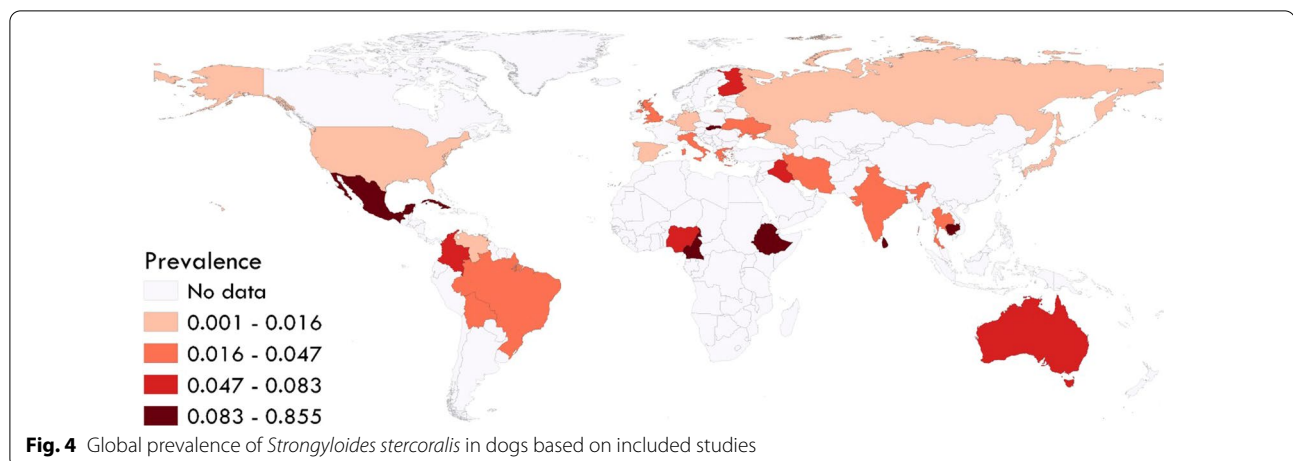 Prevalence
No data
0.001 - 0.016
0.016 - 0.047
0.047 - 0.083
0.083 - 0.855
Fig. 4 Global prevalence of Strongyloides stercoralis in dogs based on included studies